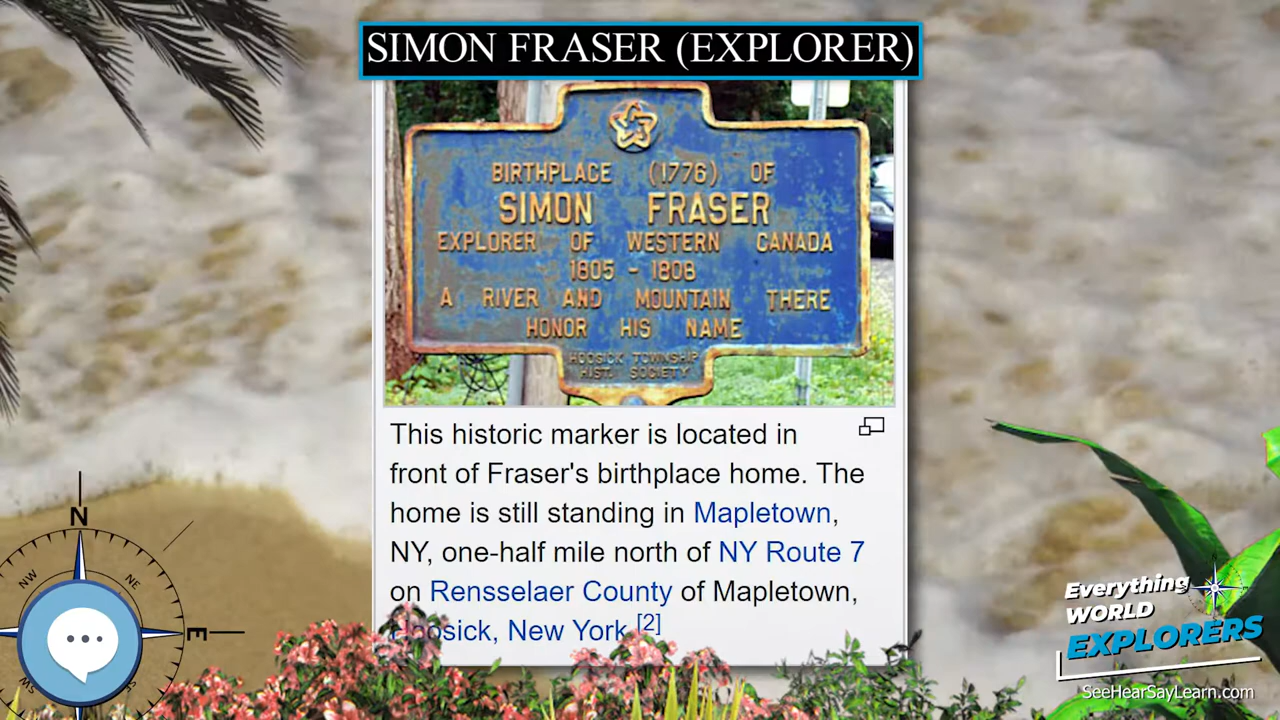 SIMON FRASER (EXPLORER)
BIRTHPLACE (1776) OF
SIMON FRASER
EXPLORER OF WESTERN CANADA
1805 - 1808
A RIVER AND MOUNTAIN THERE
HONOR HIS NAME
HOOSICK TOWNSHIP
HIST. SOCIETY
This historic marker is located in
front of Fraser's birthplace home. The
home is still standing in Mapletown,
NY, one-half mile north of NY Route 7
on Rensselaer County of Mapletown,
Hoosick, New York.[2]
N
NW
NE
E
SW
Everything
WORLD
EXPLORERS
SeeHearSayLearn.com